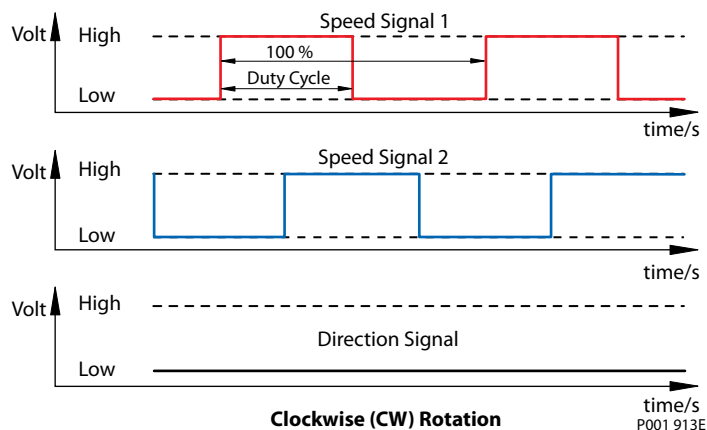 Speed Signal 1
Volt
High
100 %
Duty Cycle
Low
time/s
Speed Signal 2
Volt
High
Low
time/s
Volt
High
Direction Signal
Low
time/s
Clockwise (CW) Rotation
P001 913E